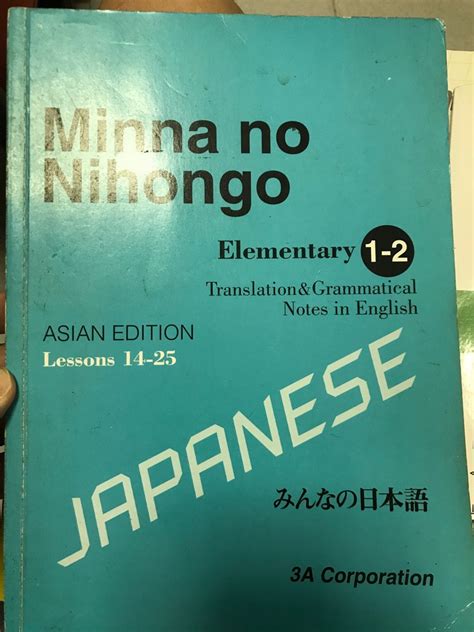 Minna no
Nihongo
Elementary 1-2
Translation&Grammatical
Notes in English
ASIAN EDITION
Lessons 14-25
JAPANESE
みんなの日本語
3A Corporation